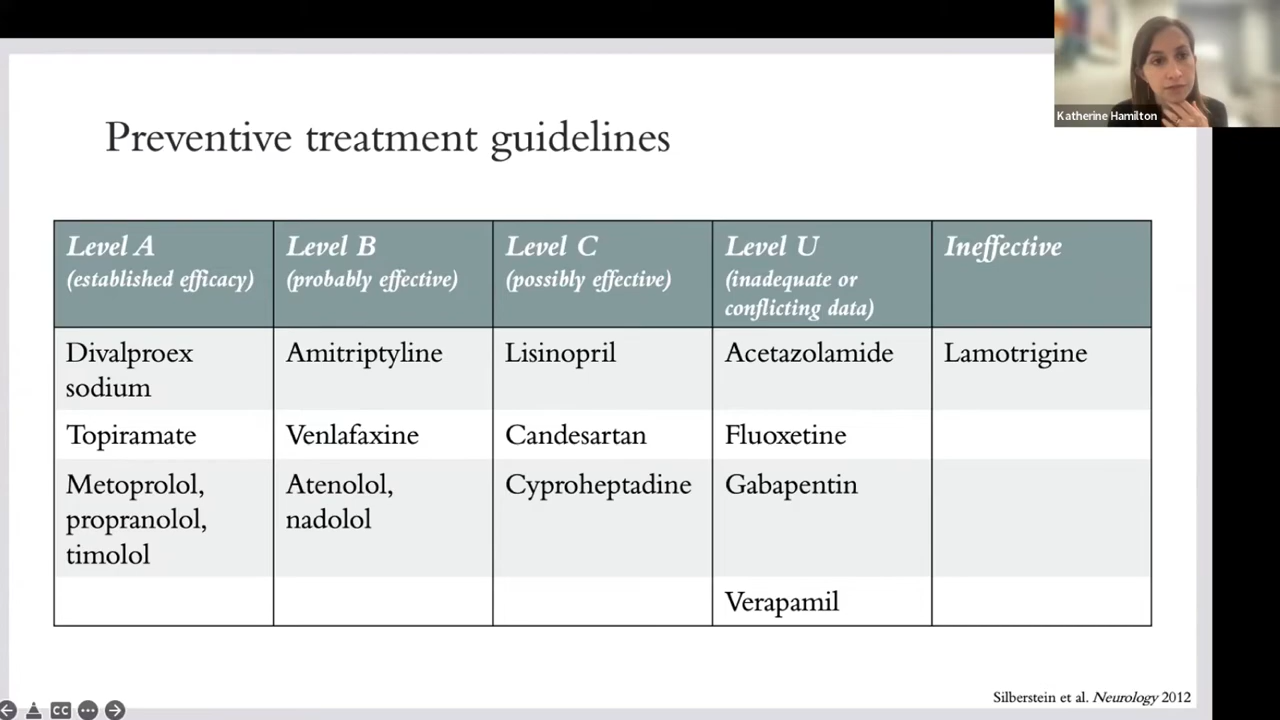 Katherine Hamilton
Preventive treatment guidelines
Level A
(established efficacy)
Level B
(probably effective)
Level C
(possibly effective)
Level U
(inadequate or
conflicting data)
Ineffective
Divalproex
sodium
Amitriptyline
Lisinopril
Acetazolamide
Lamotrigine
Topiramate
Venlafaxine
Candesartan
Fluoxetine
Metoprolol,
propranolol,
timolol
Atenolol,
nadolol
Cyproheptadine
Gabapentin
Verapamil
Silberstein et al. Neurology 2012
CC